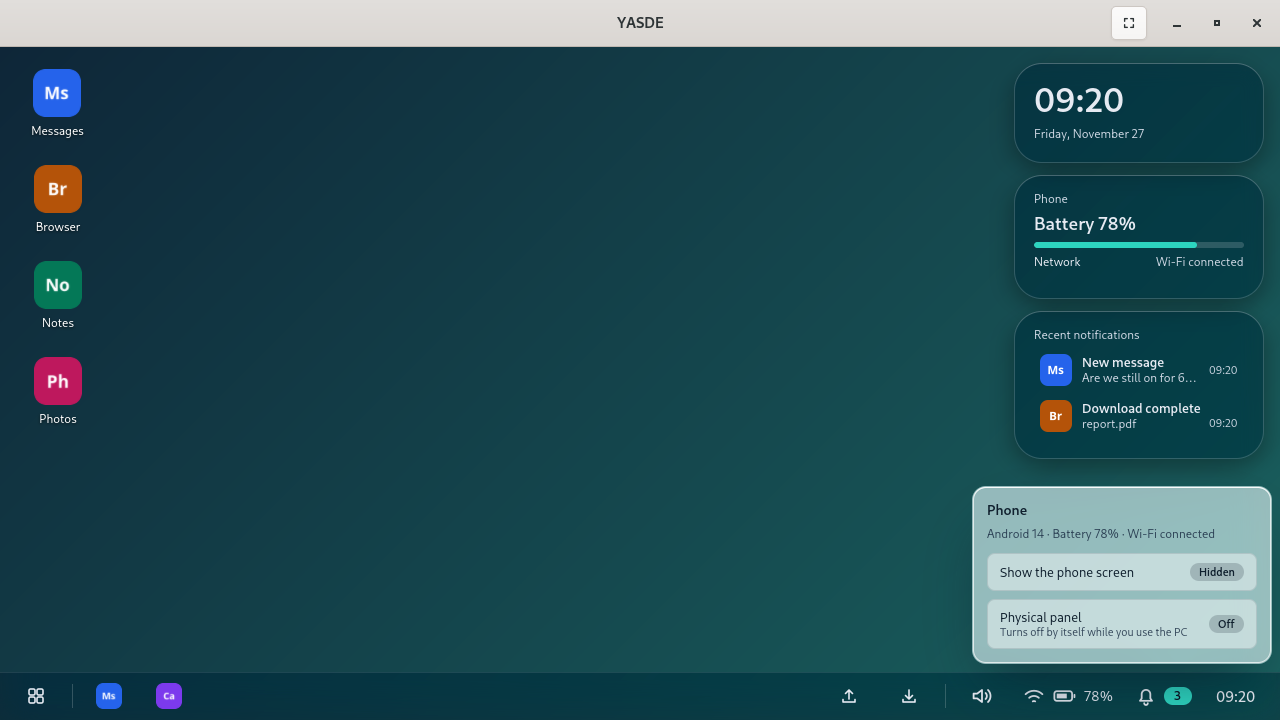 YASDE
Ms
Messages
Br
Browser
No
Notes
Ph
Photos
09:20
Friday, November 27
Phone
Battery 78%
Network Wi-Fi connected
Recent notifications
Ms New message
Are we still on for 6… 09:20
Br Download complete
report.pdf 09:20
Phone
Android 14 · Battery 78% · Wi-Fi connected
Show the phone screen Hidden
Physical panel
Turns off by itself while you use the PC
Off
Ms Ca 78% 3 09:20